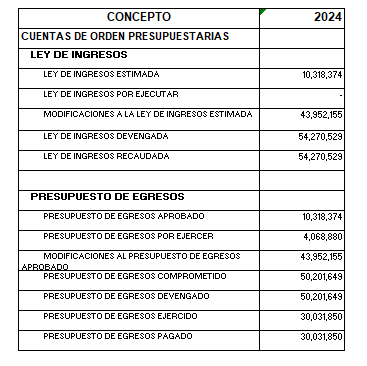 CONCEPTO 2024
CUENTAS DE ORDEN PRESUPUESTARIAS
LEY DE INGRESOS
LEY DE INGRESOS ESTIMADA 10,318,374
LEY DE INGRESOS POR EJECUTAR -
MODIFICACIONES A LA LEY DE INGRESOS ESTIMADA 43,952,155
LEY DE INGRESOS DEVENGADA 54,270,529
LEY DE INGRESOS RECAUDADA 54,270,529
PRESUPUESTO DE EGRESOS
PRESUPUESTO DE EGRESOS APROBADO 10,318,374
PRESUPUESTO DE EGRESOS POR EJERCER 4,068,880
MODIFICACIONES AL PRESUPUESTO DE EGRESOS 43,952,155
APROBADO
PRESUPUESTO DE EGRESOS COMPROMETIDO 50,201,649
PRESUPUESTO DE EGRESOS DEVENGADO 50,201,649
PRESUPUESTO DE EGRESOS EJERCIDO 30,031,850
PRESUPUESTO DE EGRESOS PAGADO 30,031,850